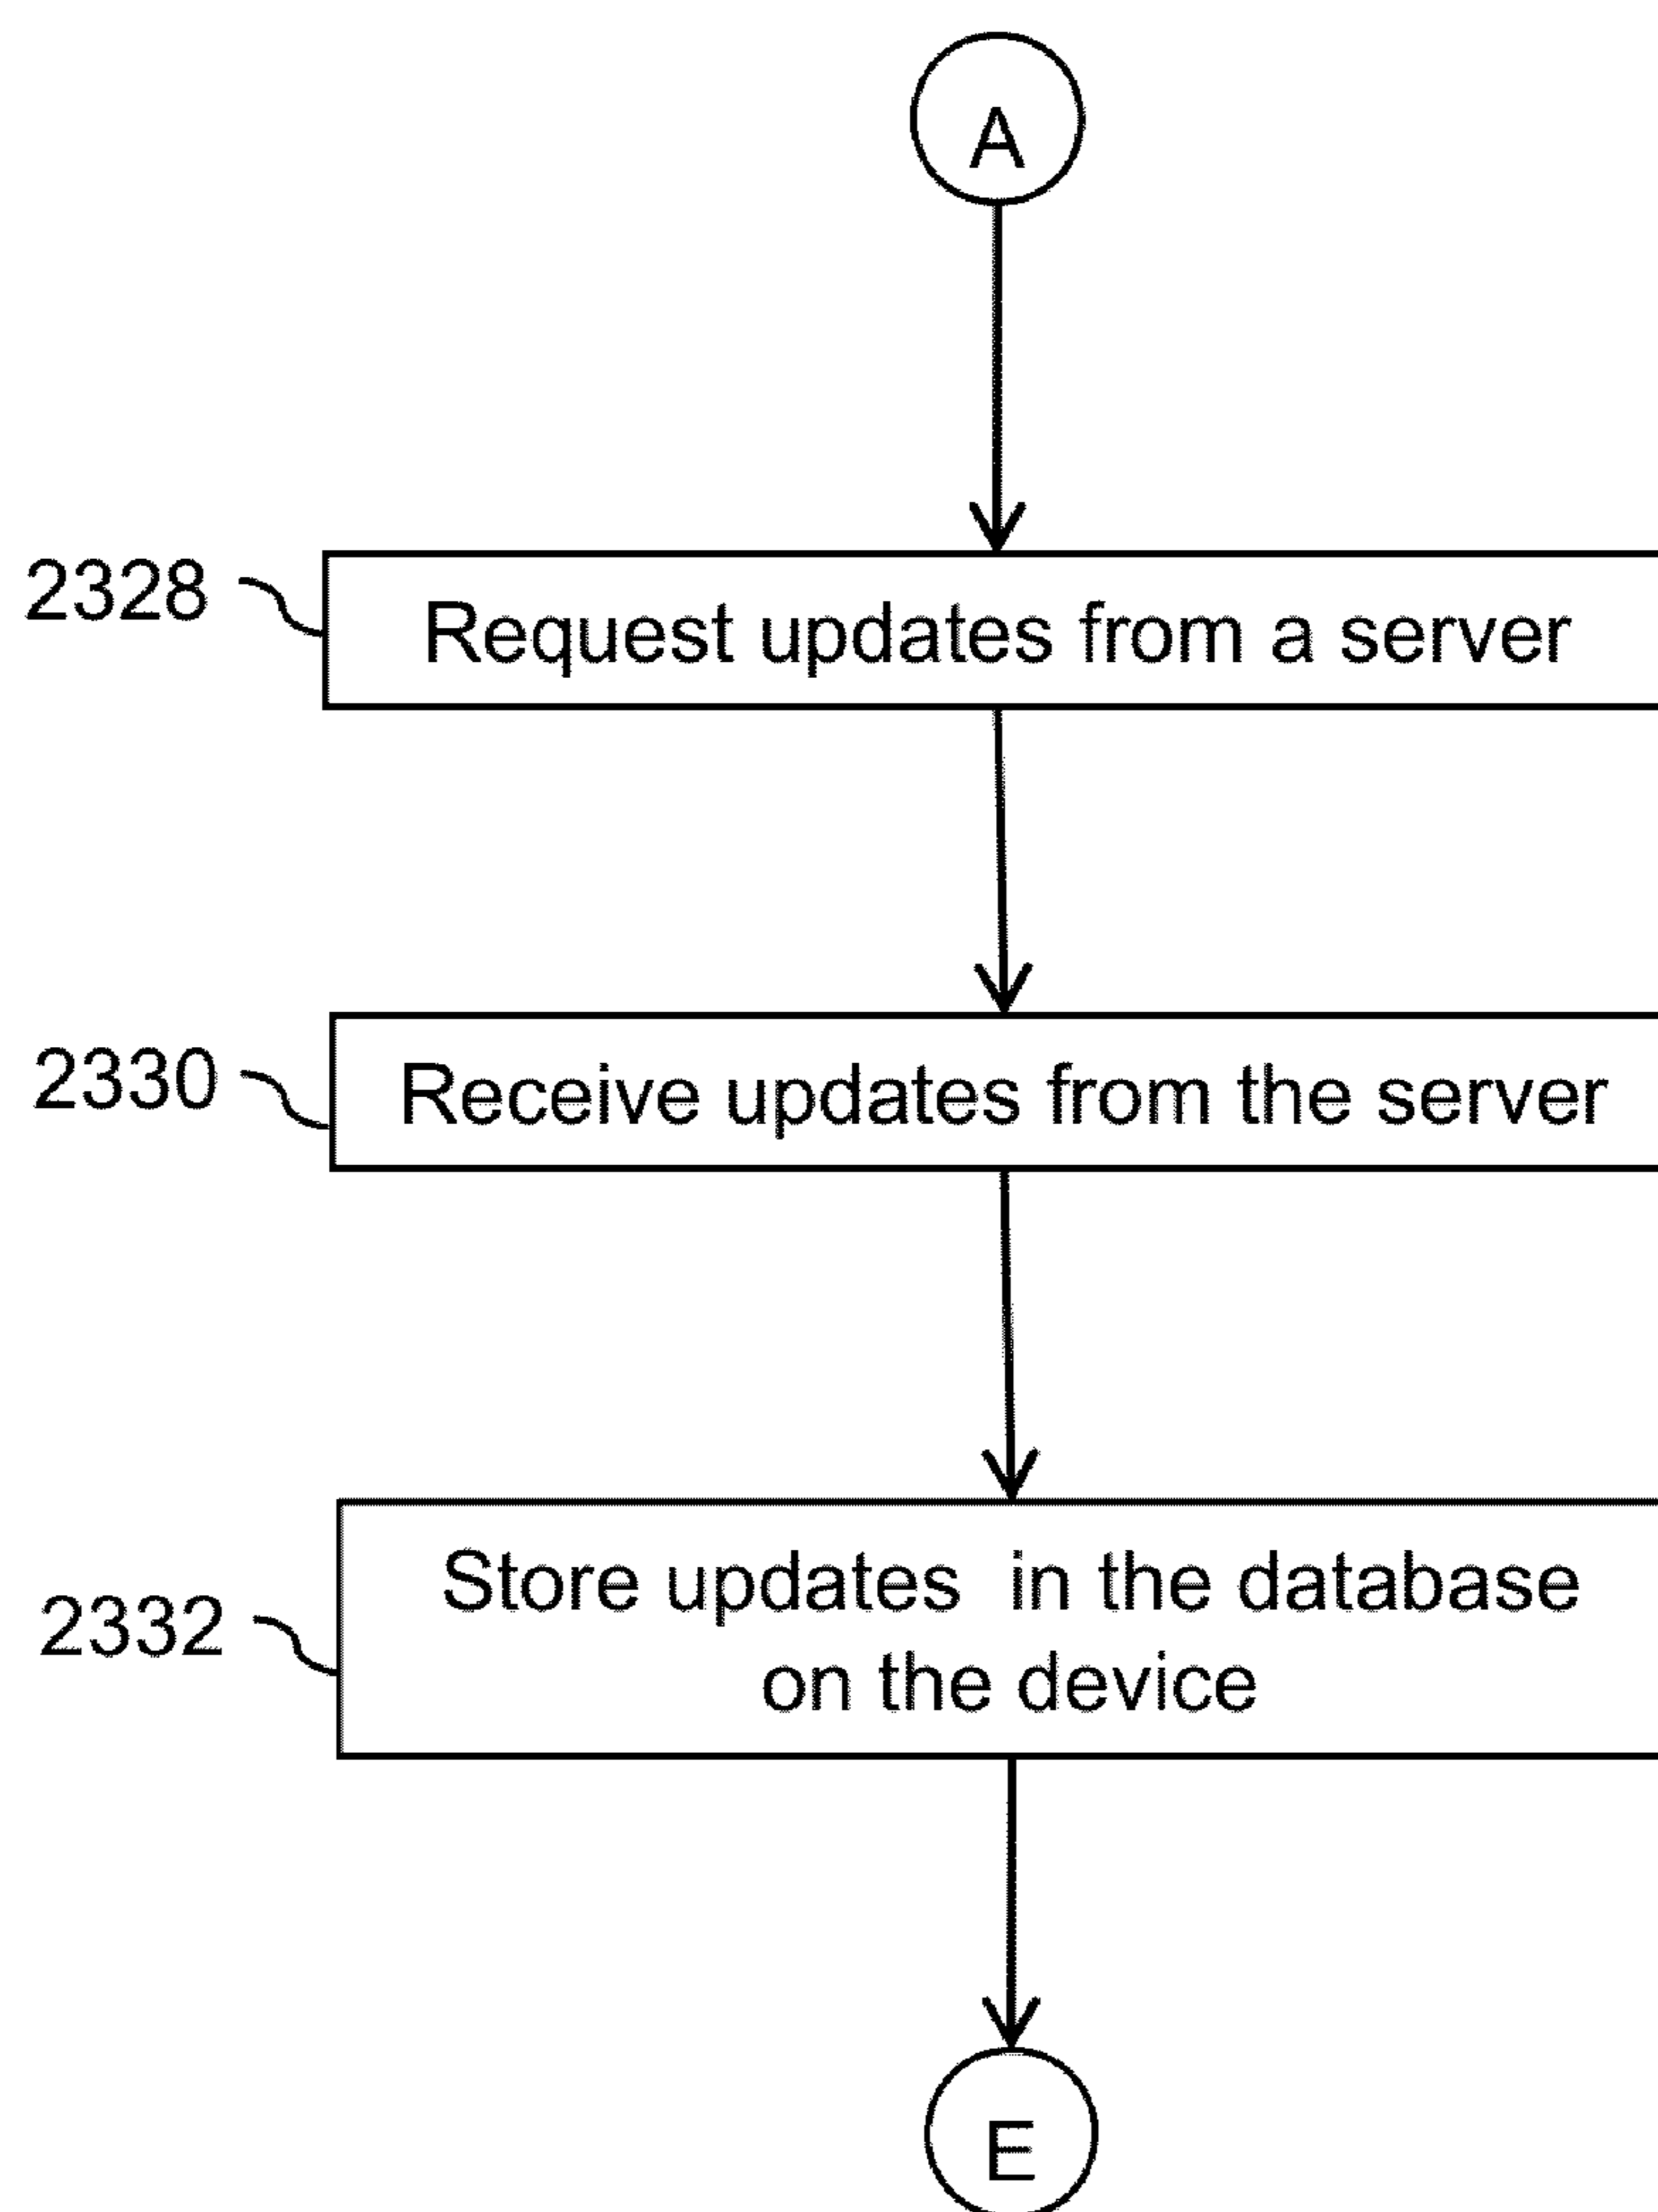 A
2328
Request updates from a server
2330
Receive updates from the server
2332
Store updates in the database
on the device
E